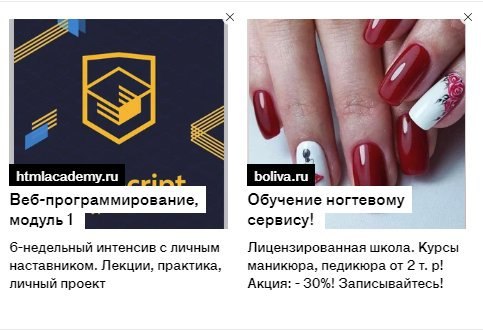 htmlacademy.ru
Веб-программирование,
модуль 1
6-недельный интенсив с личным
наставником. Лекции, практика,
личный проект
boliva.ru
Обучение ногтевому
сервису!
Лицензированная школа. Курсы
маникюра, педикюра от 2 т. р!
Акция: - 30%! Записывайтесь!